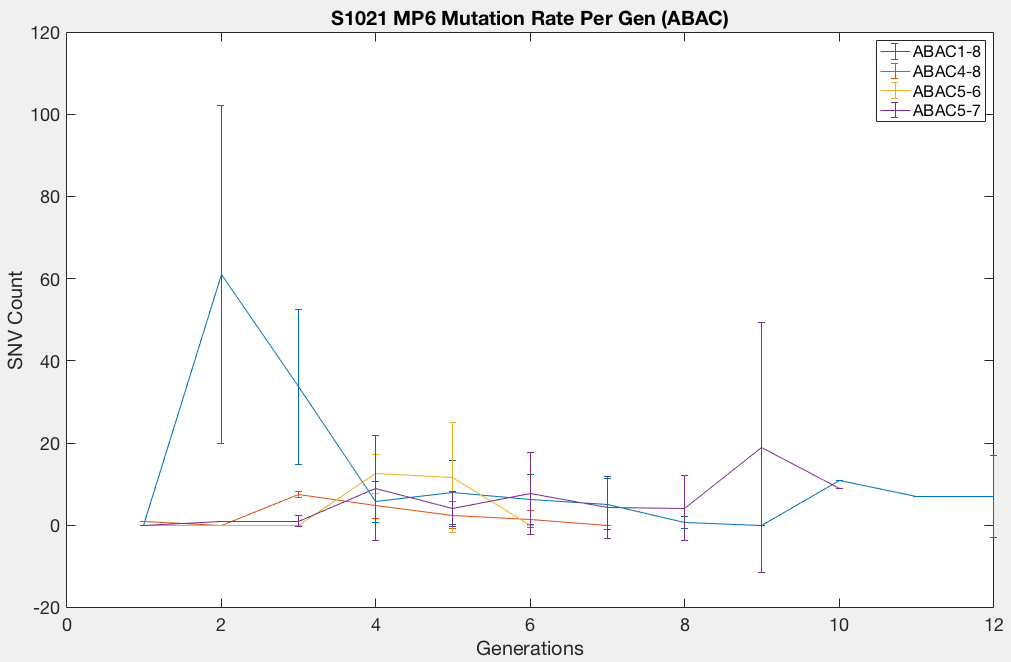 S1021 MP6 Mutation Rate Per Gen (ABAC)
120
100
80
60
40
20
0
-20
SNV Count
ABAC1-8
ABAC4-8
ABAC5-6
ABAC5-7
0 2 4 6 8 10 12
Generations